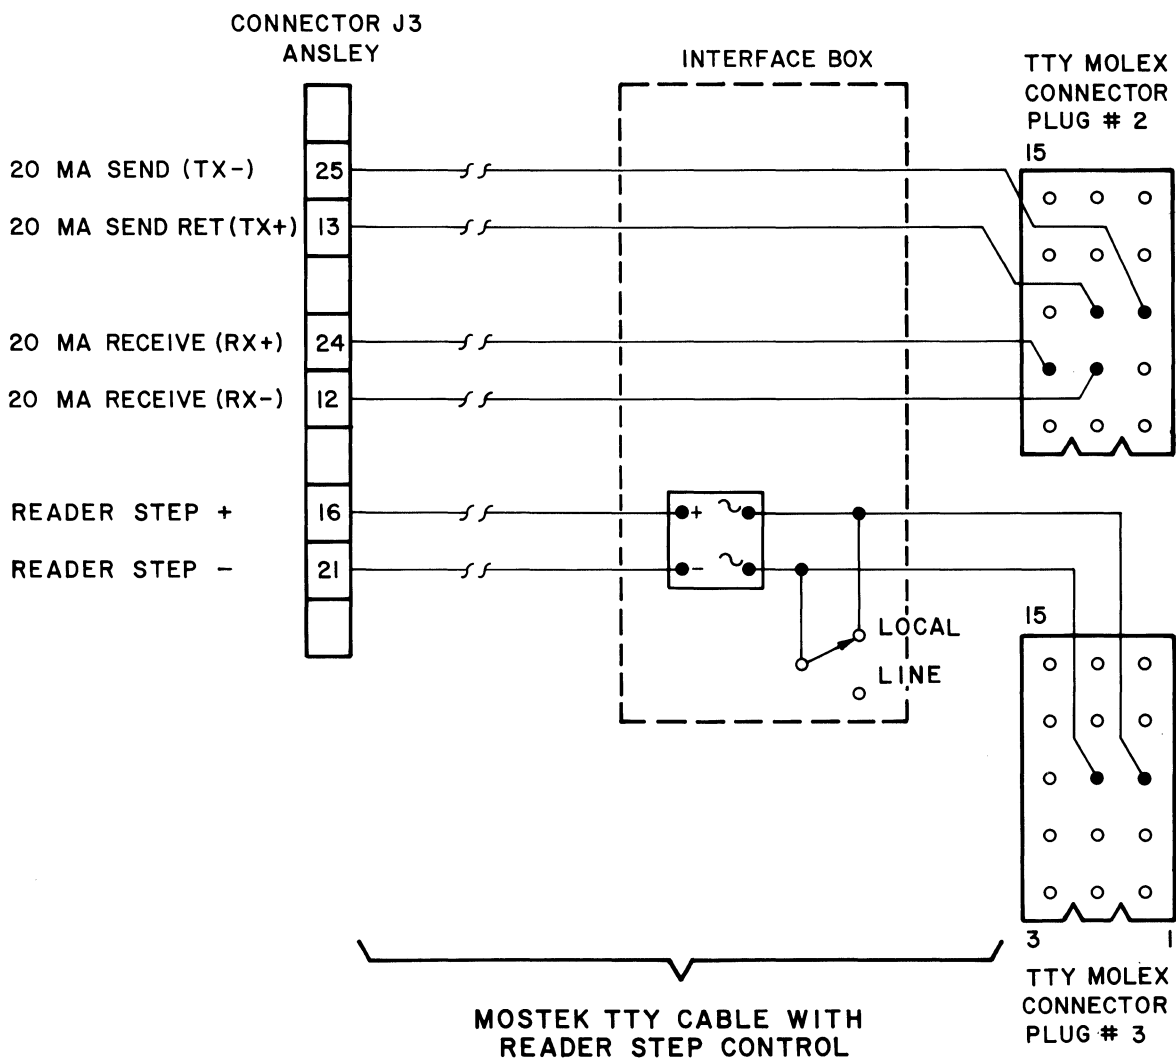 CONNECTOR J3
ANSLEY
INTERFACE BOX
TTY MOLEX
CONNECTOR
PLUG # 2
15
20 MA SEND (TX-)
25
20 MA SEND RET (TX+)
13
20 MA RECEIVE (RX+)
24
20 MA RECEIVE (RX-)
12
READER STEP +
16
+ ~
READER STEP -
21
- ~
LOCAL
LINE
15
3 1
TTY MOLEX
CONNECTOR
PLUG # 3
MOSTEK TTY CABLE WITH
READER STEP CONTROL